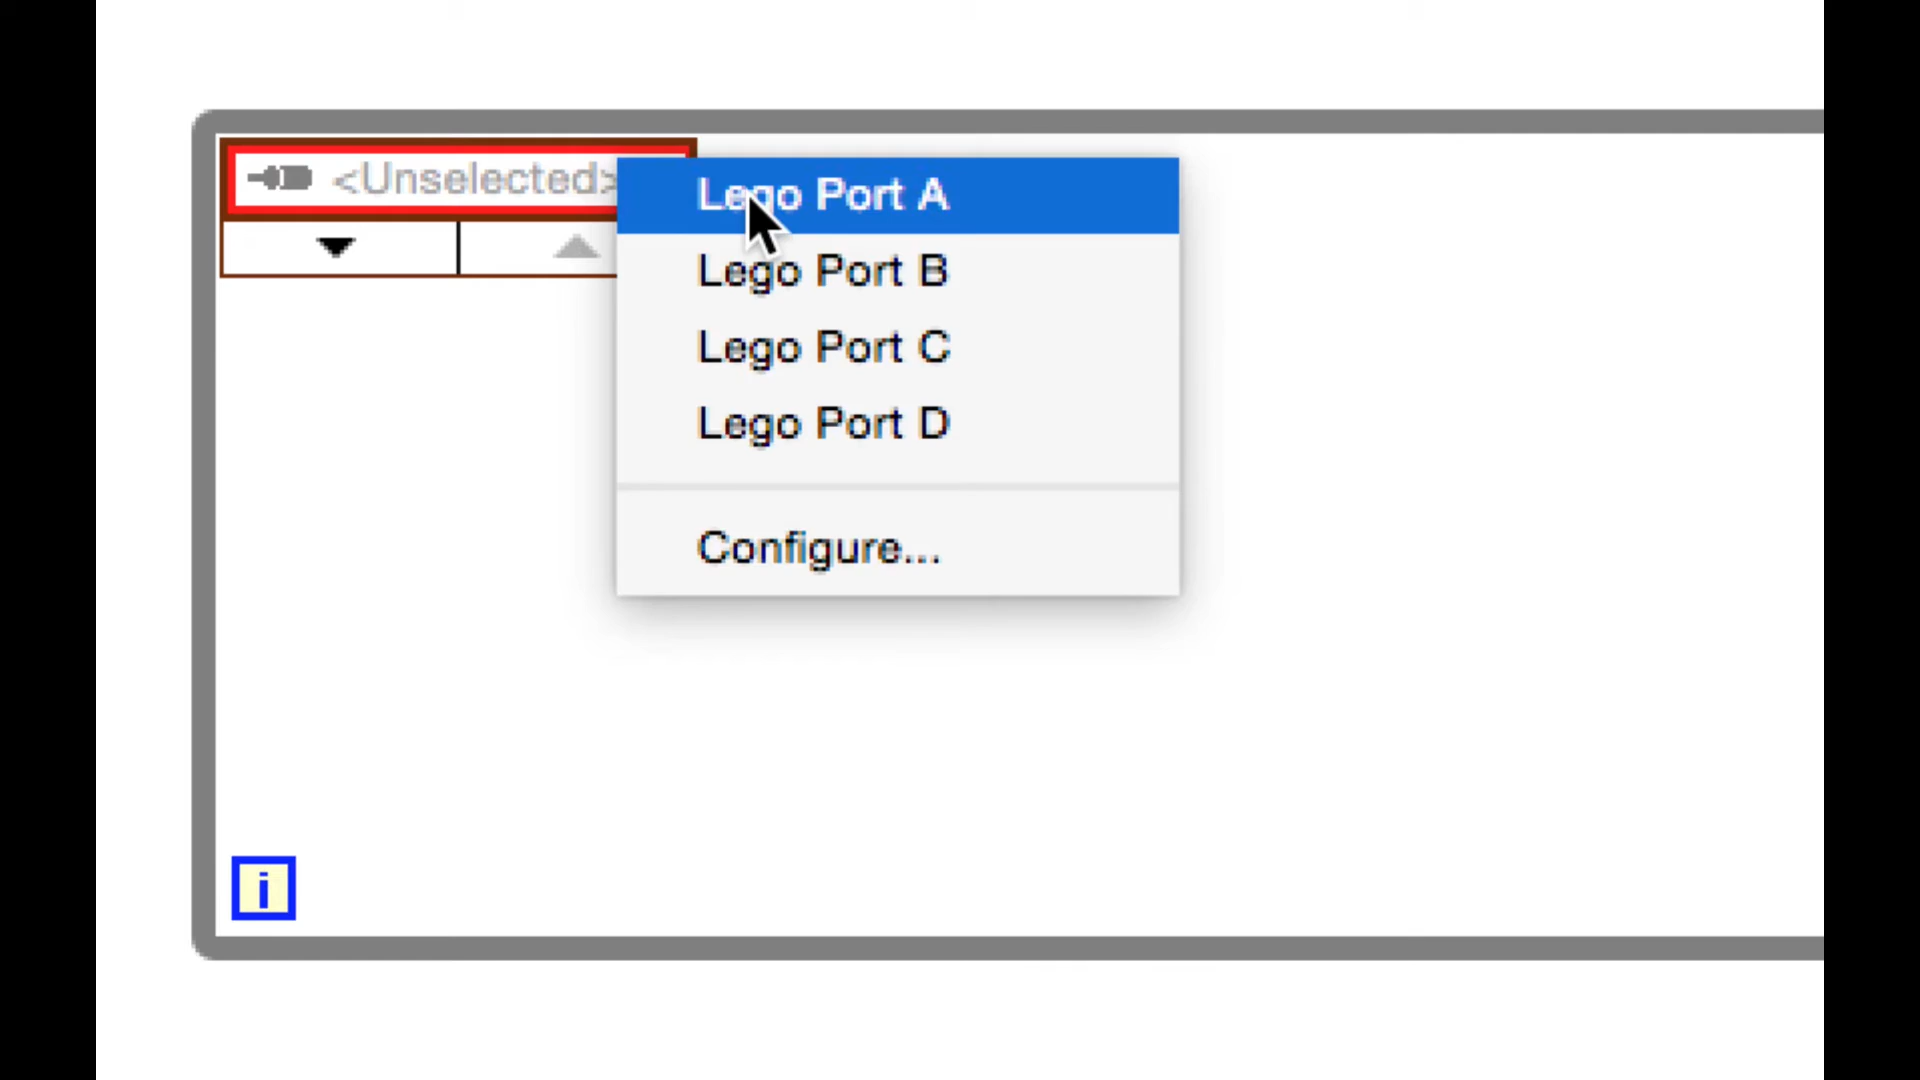 <Unselected>
Lego Port A
Lego Port B
Lego Port C
Lego Port D
Configure...
i